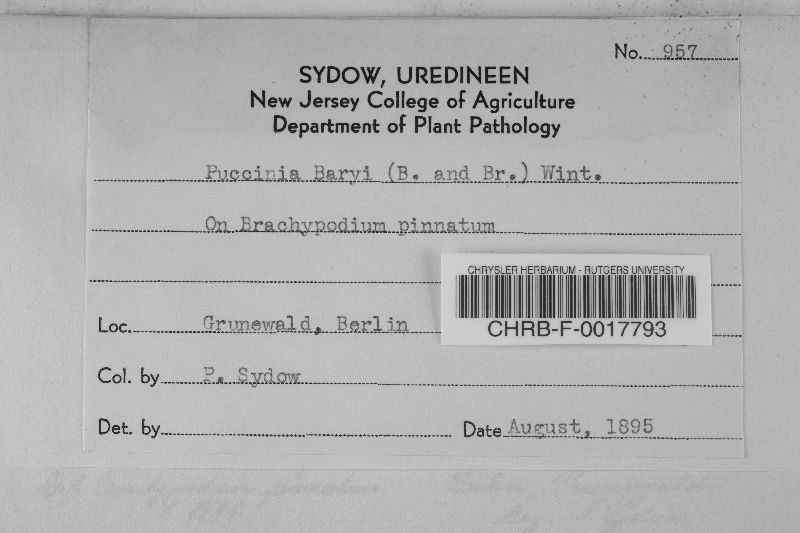 No. 957
SYDOW, UREDINEEN
New Jersey College of Agriculture
Department of Plant Pathology
Puccinia Baryi (B. and Br.) Wint.
On Brachypodium pinnatum
CHRYSLER HERBARIUM - RUTGERS UNIVERSITY
CHRB-F-0017793
Loc. Grunewald, Berlin
Col. by P. Sydow
Det. by Date August, 1895